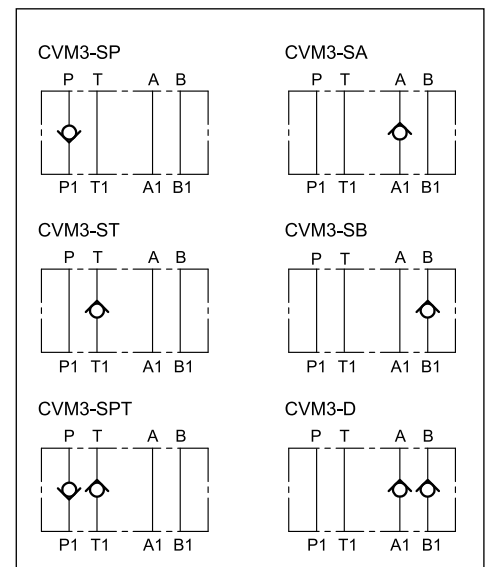 CVM3-SP
P T A B
P1 T1 A1 B1
CVM3-SA
P T A B
P1 T1 A1 B1
CVM3-ST
P T A B
P1 T1 A1 B1
CVM3-SB
P T A B
P1 T1 A1 B1
CVM3-SPT
P T A B
P1 T1 A1 B1
CVM3-D
P T A B
P1 T1 A1 B1